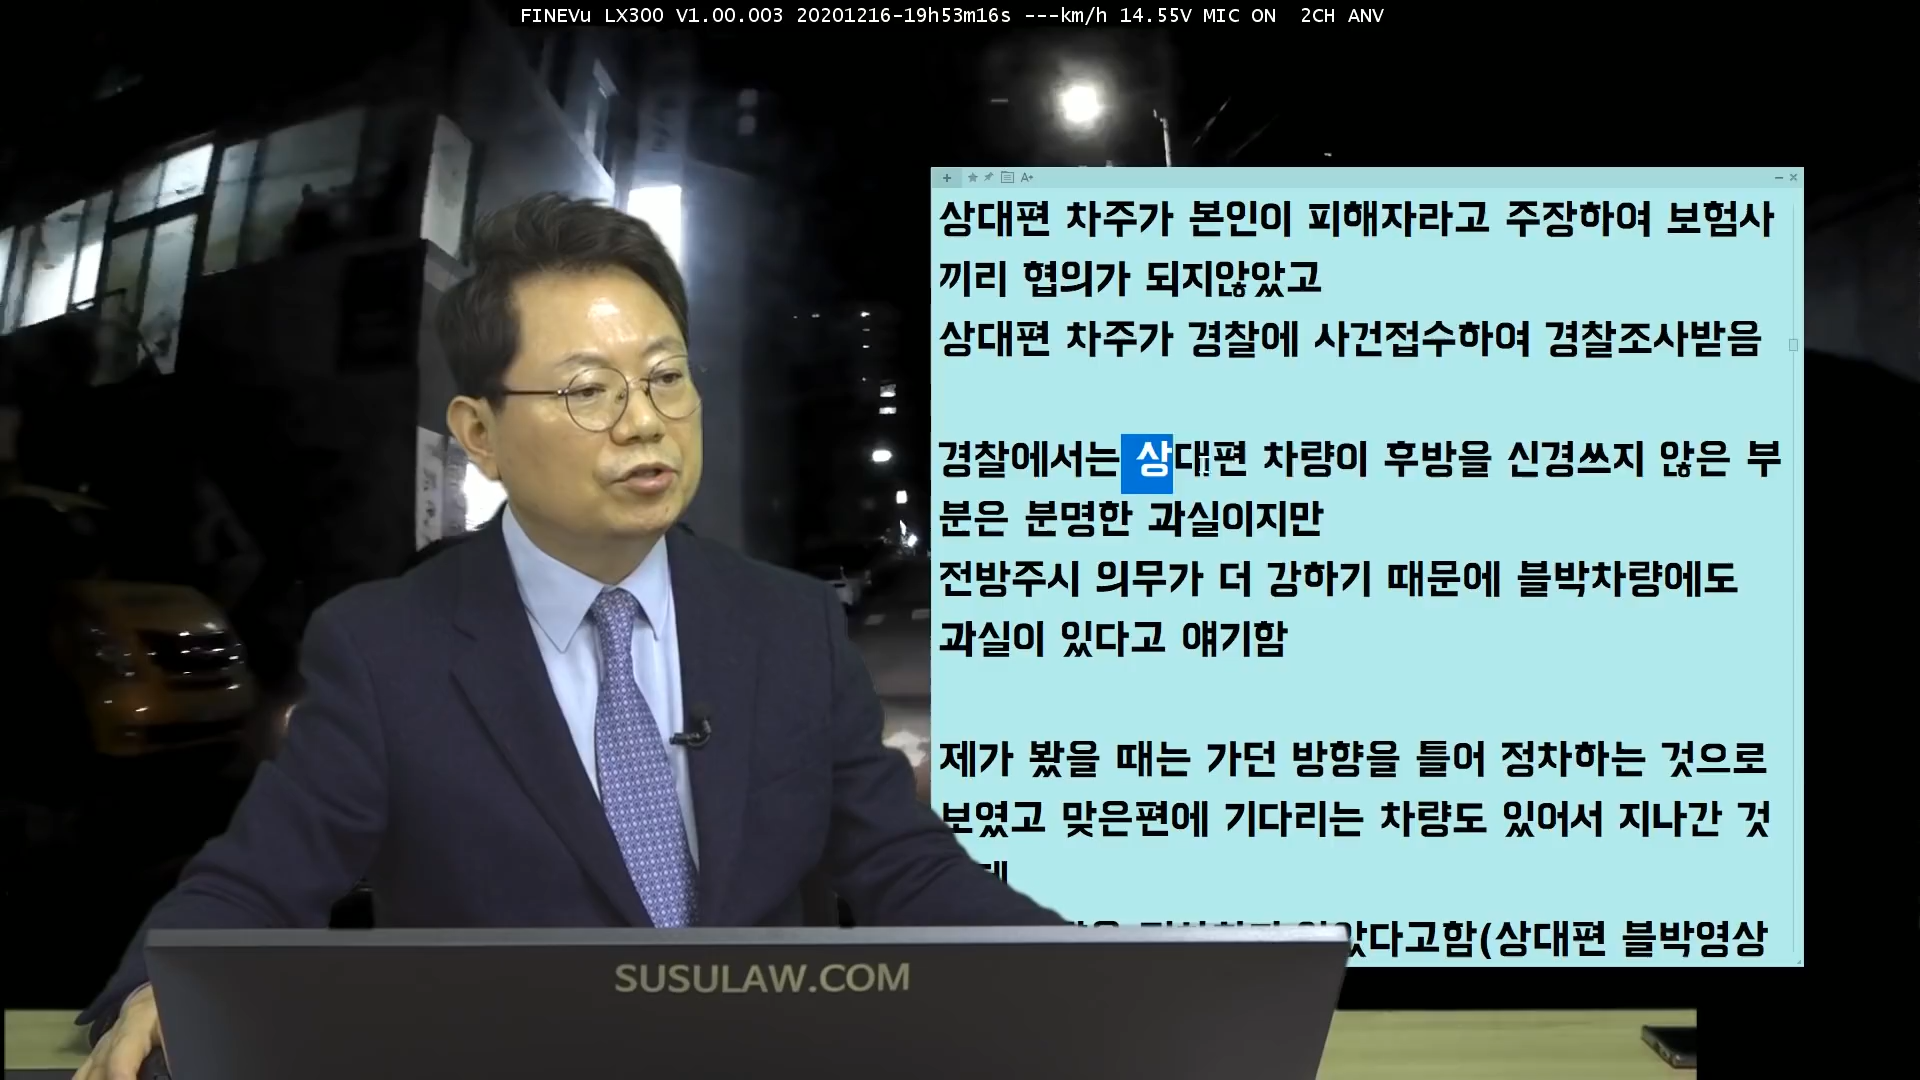 FINEVu LX300 V1.00.003 20201216-19h53m16s ---km/h 14.55V MIC ON 2CH ANV
상대편 차주가 본인이 피해자라고 주장하여 보험사
끼리 협의가 되지않았고
상대편 차주가 경찰에 사건접수하여 경찰조사받음
경찰에서는 상대편 차량이 후방을 신경쓰지 않은 부
분은 분명한 과실이지만
전방주시 의무가 더 강하기 때문에 블박차량에도
과실이 있다고 얘기함
제가 봤을 때는 가던 방향을 틀어 정차하는 것으로
보였고 맞은편에 기다리는 차량도 있어서 지나간 것
(상대편 블박영상
SUSULAW.COM